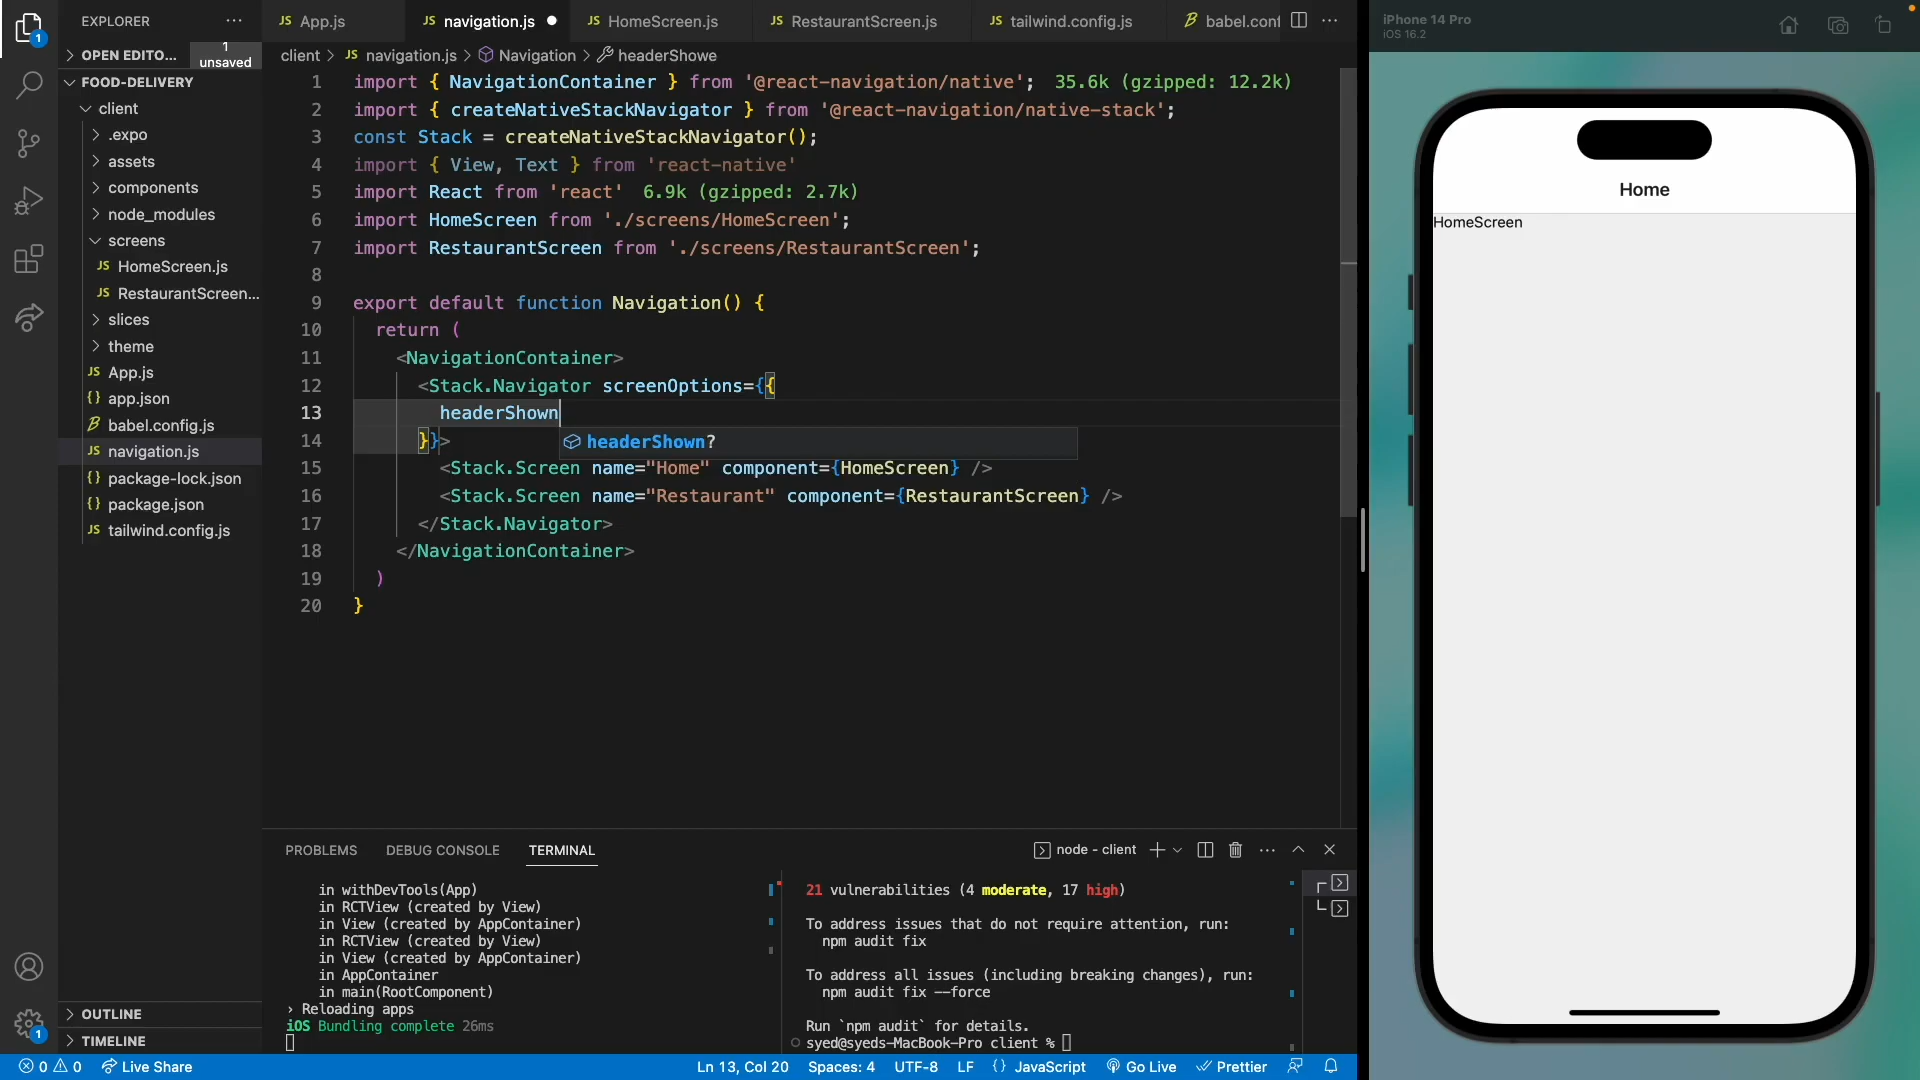 EXPLORER
OPEN EDITO...
1 unsaved
FOOD-DELIVERY
client
.expo
assets
components
node_modules
screens
JS HomeScreen.js
JS RestaurantScreen...
slices
theme
JS App.js
{} app.json
babel.config.js
JS navigation.js
{} package-lock.json
{} package.json
JS tailwind.config.js
OUTLINE
TIMELINE
1
1
JS App.js
JS navigation.js
JS HomeScreen.js
JS RestaurantScreen.js
JS tailwind.config.js
babel.conf
client > JS navigation.js > Navigation > headerShowe
1 import { NavigationContainer } from '@react-navigation/native'; 35.6k (gzipped: 12.2k)
2 import { createNativeStackNavigator } from '@react-navigation/native-stack';
3 const Stack = createNativeStackNavigator();
4 import { View, Text } from 'react-native'
5 import React from 'react' 6.9k (gzipped: 2.7k)
6 import HomeScreen from './screens/HomeScreen';
7 import RestaurantScreen from './screens/RestaurantScreen';
8
9 export default function Navigation() {
10 return (
11 <NavigationContainer>
12 <Stack.Navigator screenOptions={{
13 headerShown
14 }}>
headerShown?
15 <Stack.Screen name="Home" component={HomeScreen} />
16 <Stack.Screen name="Restaurant" component={RestaurantScreen} />
17 </Stack.Navigator>
18 </NavigationContainer>
19 )
20 }
PROBLEMS
DEBUG CONSOLE
TERMINAL
node - client
in withDevTools(App)
in RCTView (created by View)
in View (created by AppContainer)
in RCTView (created by View)
in View (created by AppContainer)
in AppContainer
in main(RootComponent)
› Reloading apps
iOS Bundling complete 26ms
21 vulnerabilities (4 moderate, 17 high)
To address issues that do not require attention, run:
npm audit fix
To address all issues (including breaking changes), run:
npm audit fix --force
Run `npm audit` for details.
syed@syeds-MacBook-Pro client %
0 0
Live Share
Ln 13, Col 20
Spaces: 4
UTF-8
LF
{} JavaScript
Go Live
Prettier
iPhone 14 Pro
iOS 16.2
Home
HomeScreen